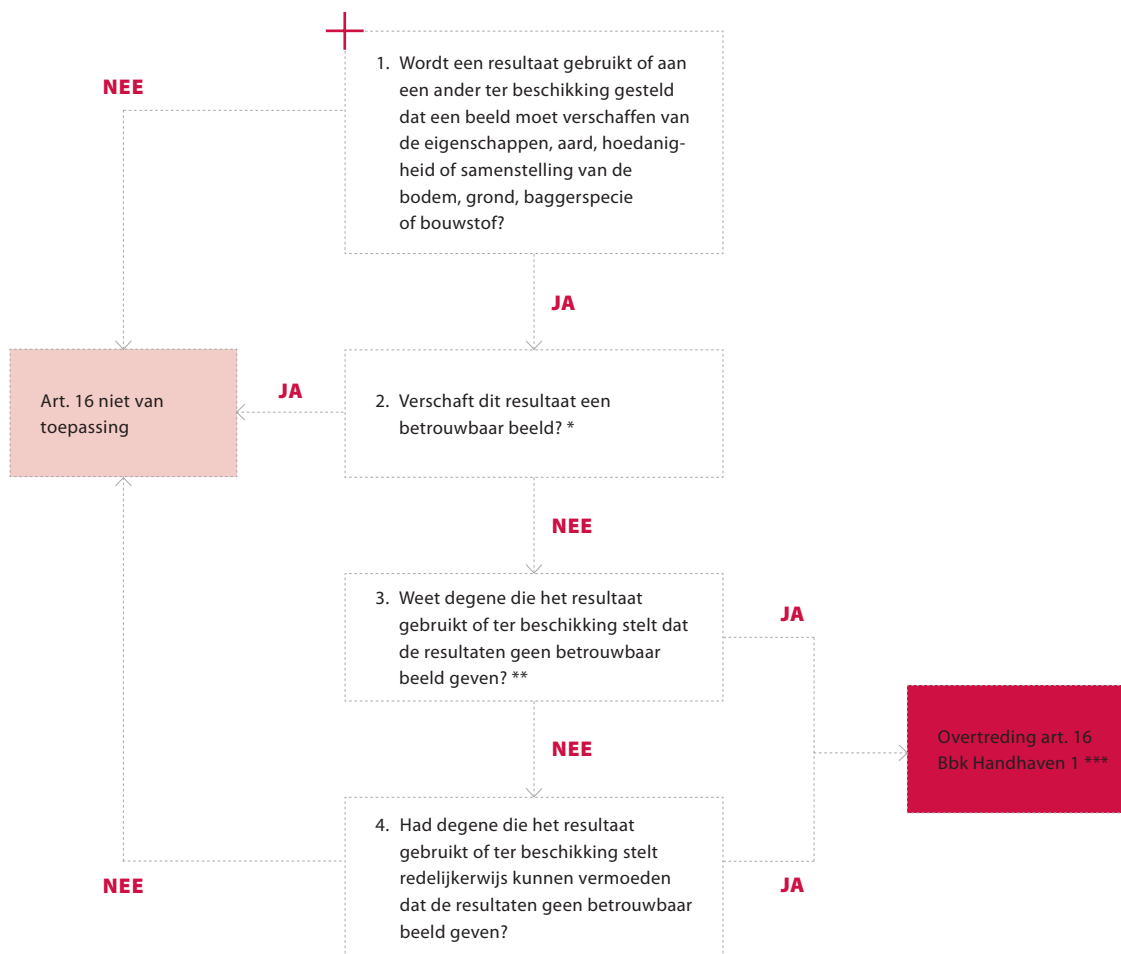 NEE
1. Wordt een resultaat gebruikt of aan
een ander ter beschikking gesteld
dat een beeld moet verschaffen van
de eigenschappen, aard, hoedanig-
heid of samenstelling van de
bodem, grond, baggerspecie
of bouwstof?
JA
Art. 16 niet van
toepassing
JA
2. Verschaft dit resultaat een
betrouwbaar beeld? *
NEE
3. Weet degene die het resultaat
gebruikt of ter beschikking stelt dat
de resultaten geen betrouwbaar
beeld geven? **
JA
NEE
Overtreding art. 16
Bbk Handhaven 1 ***
4. Had degene die het resultaat
gebruikt of ter beschikking stelt
redelijkerwijs kunnen vermoeden
dat de resultaten geen betrouwbaar
beeld geven?
NEE
JA